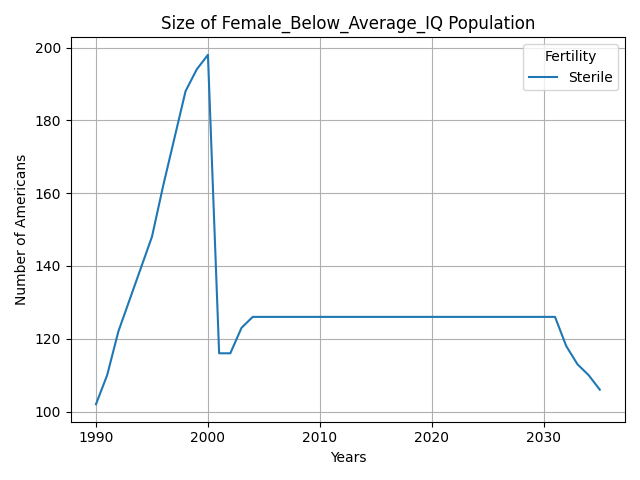 Size of Female_Below_Average_IQ Population
Fertility
Sterile
200
180
160
140
120
100
Number of Americans
1990
2000
2010
2020
2030
Years